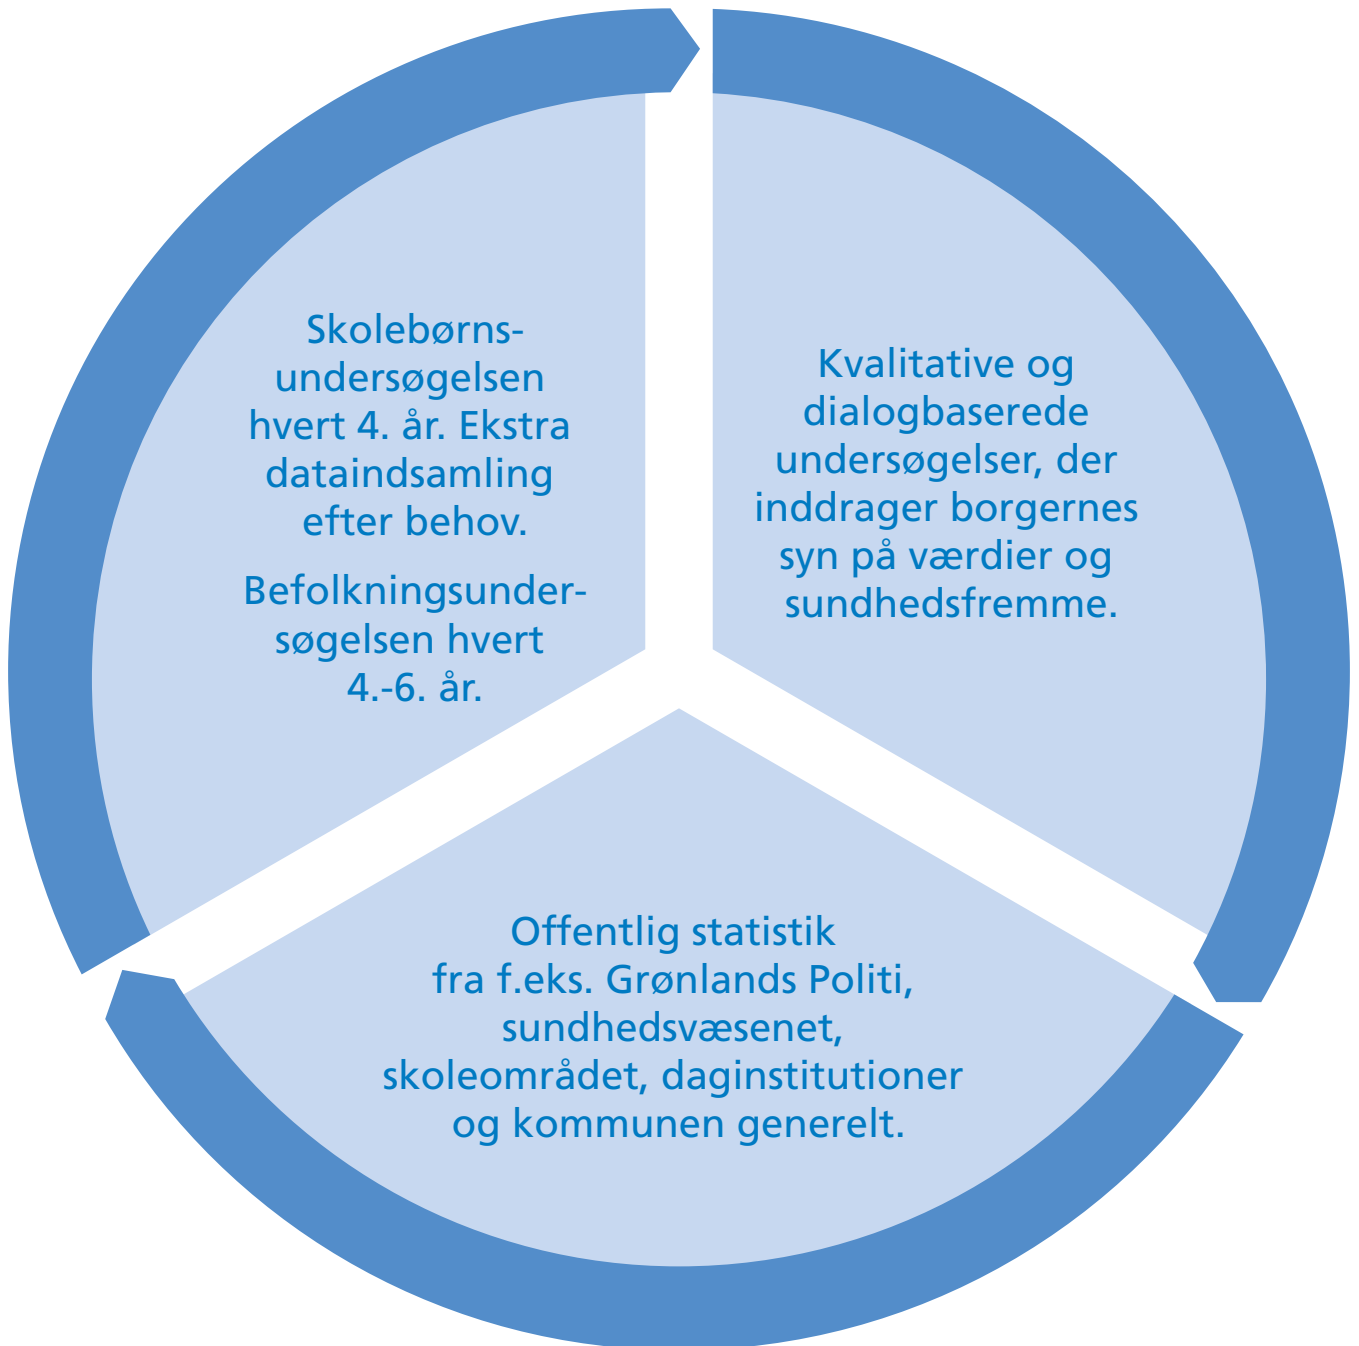 Skolebørns-
undersøgelsen
hvert 4. år. Ekstra
dataindsamling
efter behov.
Befolkningsunder-
søgelsen hvert
4.-6. år.
Kvalitative og
dialogbaserede
undersøgelser, der
inddrager borgernes
syn på værdier og
sundhedsfremme.
Offentlig statistik
fra f.eks. Grønlands Politi,
sundhedsvæsenet,
skoleområdet, daginstitutioner
og kommunen generelt.